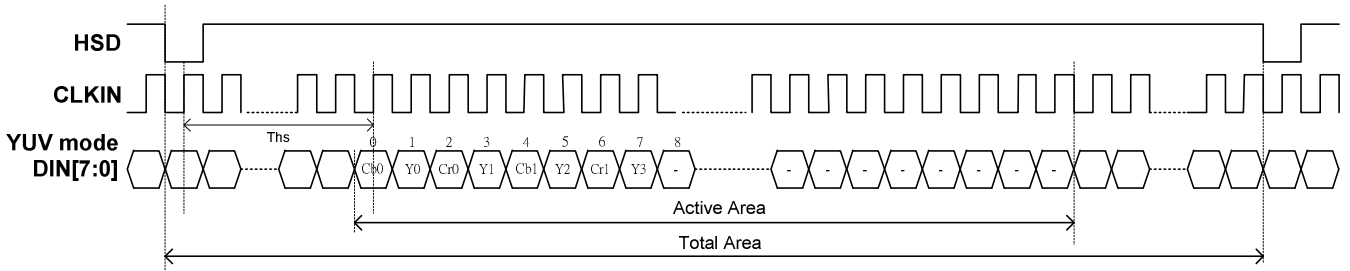 HSD
CLKIN
Ths
YUV mode
DIN[7:0]
0 1 2 3 4 5 6 7 8
Cb0 Y0 Cr0 Y1 Cb1 Y2 Cr1 Y3 - - - - - - - - -
Active Area
Total Area